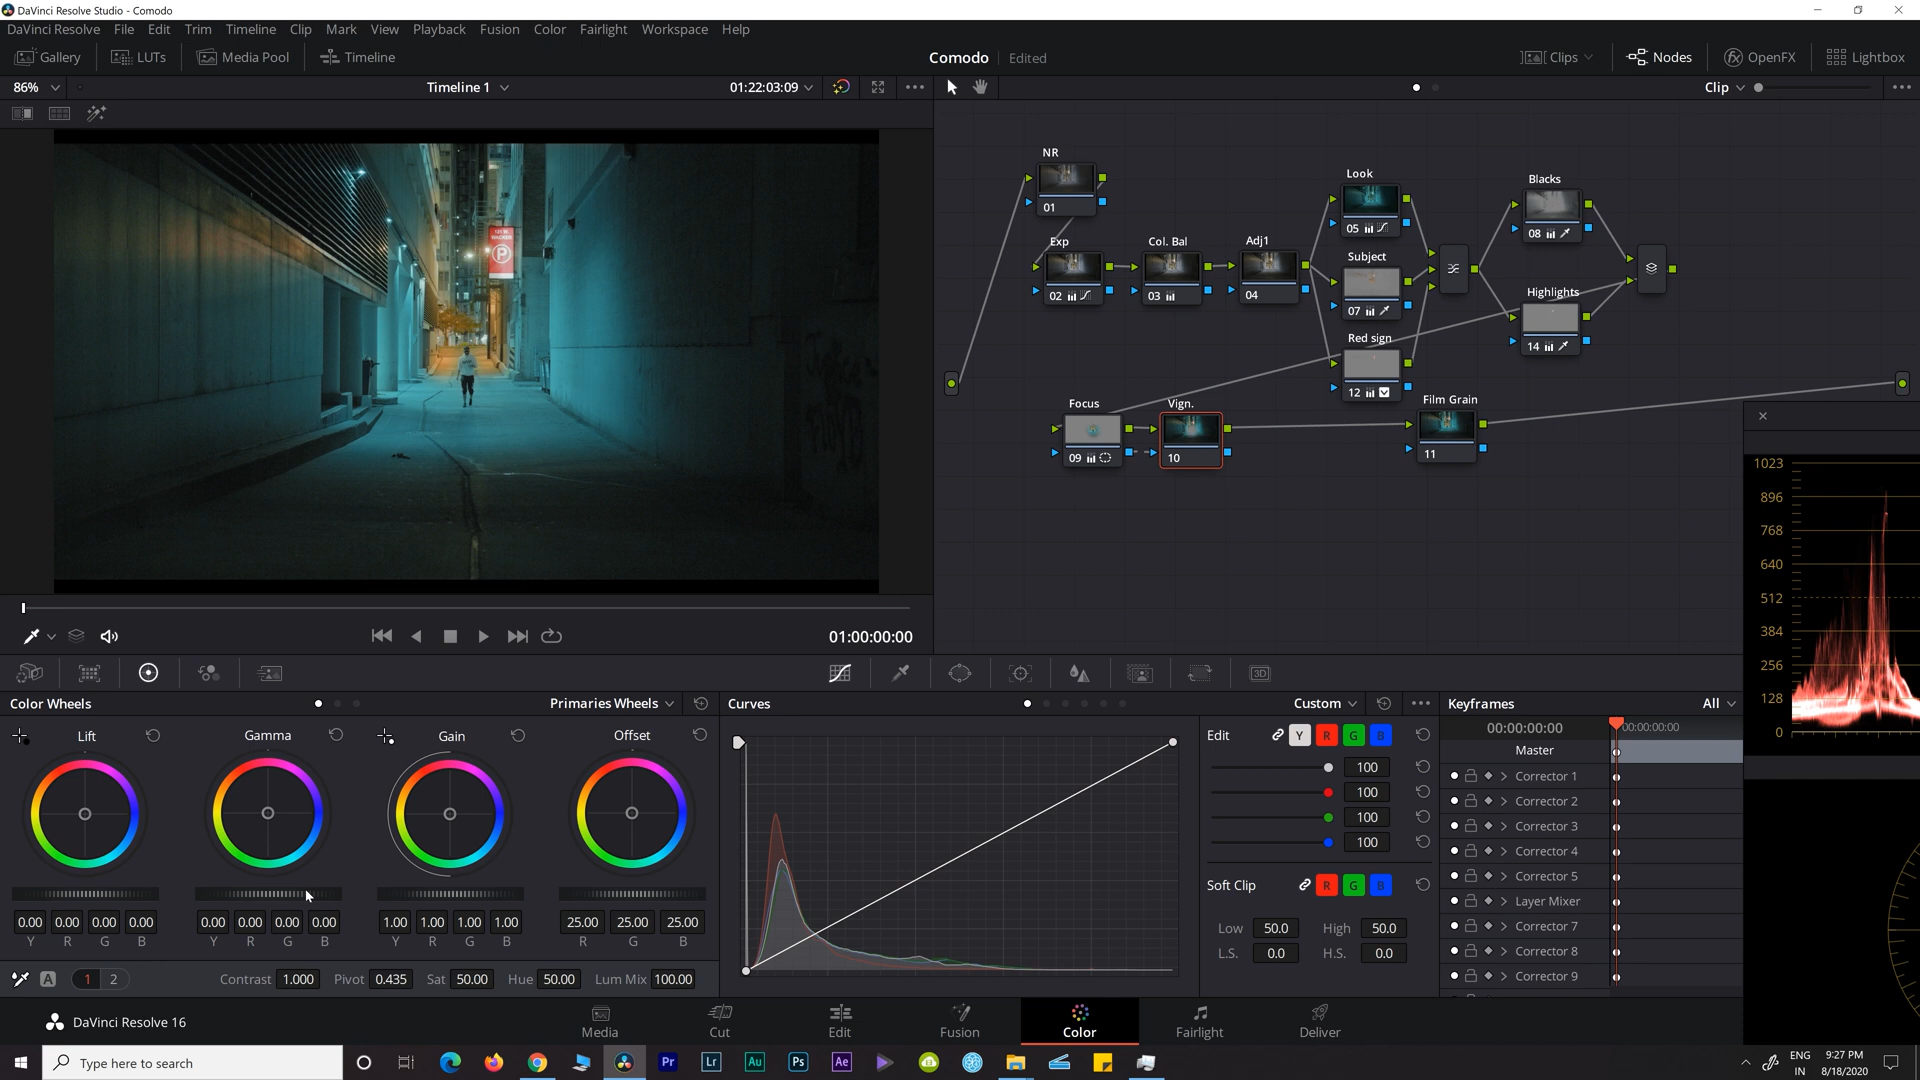 DaVinci Resolve Studio - Comodo
DaVinci Resolve File Edit Trim Timeline Clip Mark View Playback Fusion Color Fairlight Workspace Help
Gallery LUTs Media Pool Timeline Comodo Edited Clips Nodes OpenFX Lightbox
86% Timeline 1 01:22:03:09 Clip
NR
01
Look
Blacks
05
08
Exp Col. Bal Adj1
Subject
02 03 04
07
Highlights
14
Red sign
12
Focus Vign. Film Grain
09 10 11
P
1023
896
768
640
512
384
256
128
0
01:00:00:00
3D
Color Wheels Primaries Wheels Curves Custom Keyframes All
Lift Gamma Gain Offset
Edit Y R G B
100
100
100
100
Soft Clip R G B
Low 50.0 High 50.0
L.S. 0.0 H.S. 0.0
00:00:00:00 00:00:00:00
Master
Corrector 1
Corrector 2
Corrector 3
Corrector 4
Corrector 5
Layer Mixer
Corrector 7
Corrector 8
Corrector 9
0.00 0.00 0.00 0.00 0.00 0.00 0.00 0.00 1.00 1.00 1.00 1.00 25.00 25.00 25.00
Y R G B Y R G B Y R G B R G B
A 1 2 Contrast 1.000 Pivot 0.435 Sat 50.00 Hue 50.00 Lum Mix 100.00
DaVinci Resolve 16
Media Cut Edit Fusion Color Fairlight Deliver
Type here to search
Pr Lr Au Ps Ae
ENG
IN
9:27 PM
8/18/2020